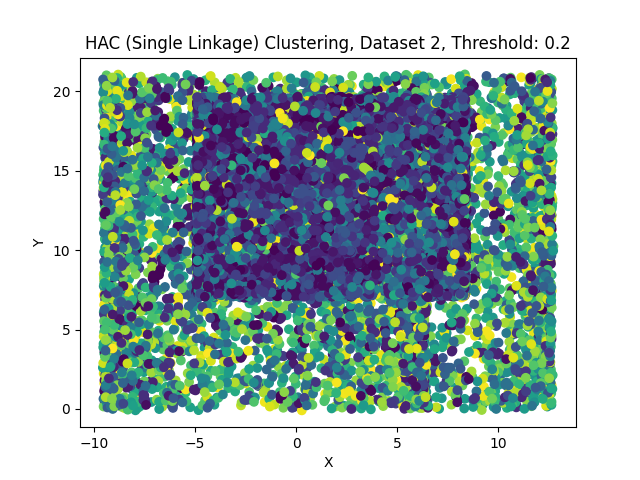 HAC (Single Linkage) Clustering, Dataset 2, Threshold: 0.2
20
15
10
5
0
Y
−10 −5 0 5 10
X